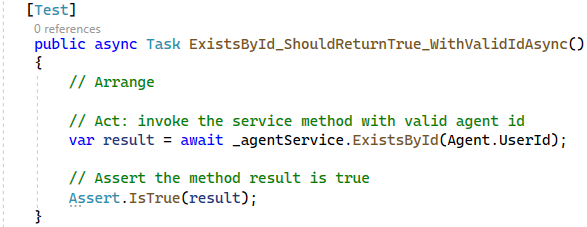 [Test]
0 references
public async Task ExistsById_ShouldReturnTrue_WithValidIdAsync()
{
// Arrange
// Act: invoke the service method with valid agent id
var result = await _agentService.ExistsById(Agent.UserId);
// Assert the method result is true
Assert.IsTrue(result);
}